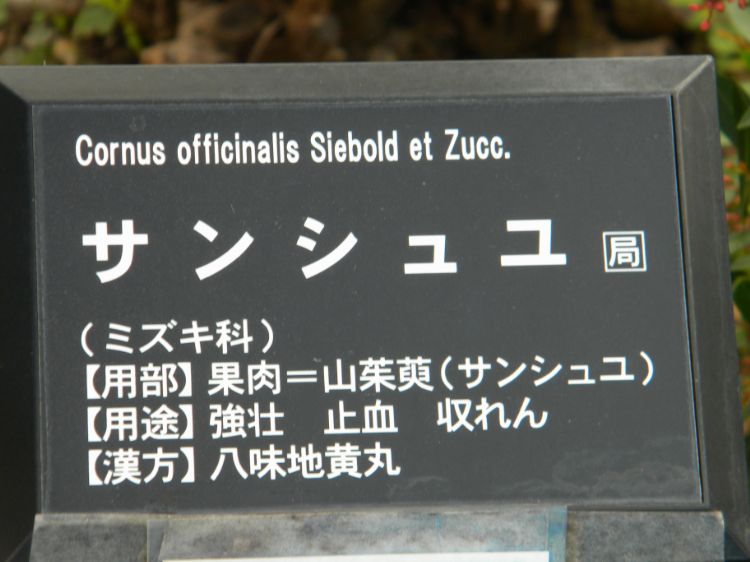 Cornus officinalis Siebold et Zucc.
サンシュユ 局
(ミズキ科)
【用部】果肉＝山茱萸(サンシュユ)
【用途】強壮　止血　収れん
【漢方】八味地黄丸